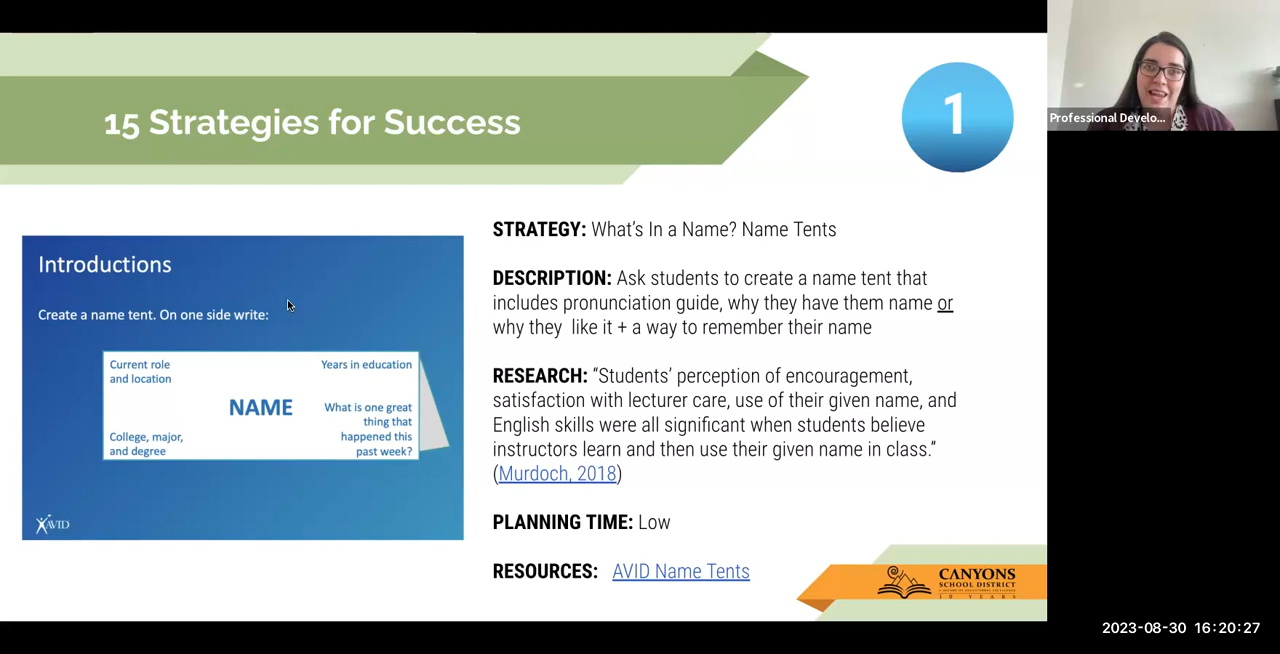 15 Strategies for Success
1
Professional Develo...
Introductions
Create a name tent. On one side write:
Current role
and location
Years in education
NAME
What is one great
thing that
happened this
past week?
College, major,
and degree
AVID
STRATEGY: What's In a Name? Name Tents
DESCRIPTION: Ask students to create a name tent that
includes pronunciation guide, why they have them name or
why they like it + a way to remember their name
RESEARCH: “Students’ perception of encouragement,
satisfaction with lecturer care, use of their given name, and
English skills were all significant when students believe
instructors learn and then use their given name in class.”
(Murdoch, 2018)
PLANNING TIME: Low
RESOURCES: AVID Name Tents
CANYONS
SCHOOL DISTRICT
10 YEARS
2023-08-30 16:20:27